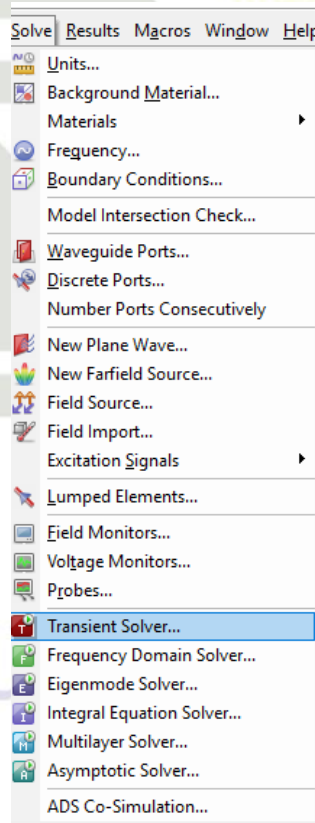 Solve Results Macros Window Help
Units...
Background Material...
Materials
Frequency...
Boundary Conditions...
Model Intersection Check...
Waveguide Ports...
Discrete Ports...
Number Ports Consecutively
New Plane Wave...
New Farfield Source...
Field Source...
Field Import...
Excitation Signals
Lumped Elements...
Field Monitors...
Voltage Monitors...
Probes...
T Transient Solver...
F Frequency Domain Solver...
E Eigenmode Solver...
I Integral Equation Solver...
M Multilayer Solver...
A Asymptotic Solver...
ADS Co-Simulation...